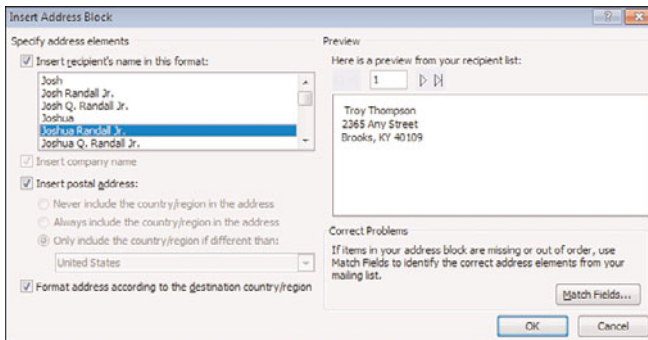 Insert Address Block
Specify address elements
Insert recipient's name in this format:
Josh
Josh Randall Jr.
Josh Q. Randall Jr.
Joshua
Joshua Randall Jr.
Joshua Q. Randall Jr.
Insert company name
Insert postal address:
Never include the country/region in the address
Always include the country/region in the address
Only include the country/region if different than:
United States
Format address according to the destination country/region
Preview
Here is a preview from your recipient list:
1
Troy Thompson
2365 Any Street
Brooks, KY 40109
Correct Problems
If items in your address block are missing or out of order, use
Match Fields to identify the correct address elements from your
mailing list.
Match Fields...
OK
Cancel